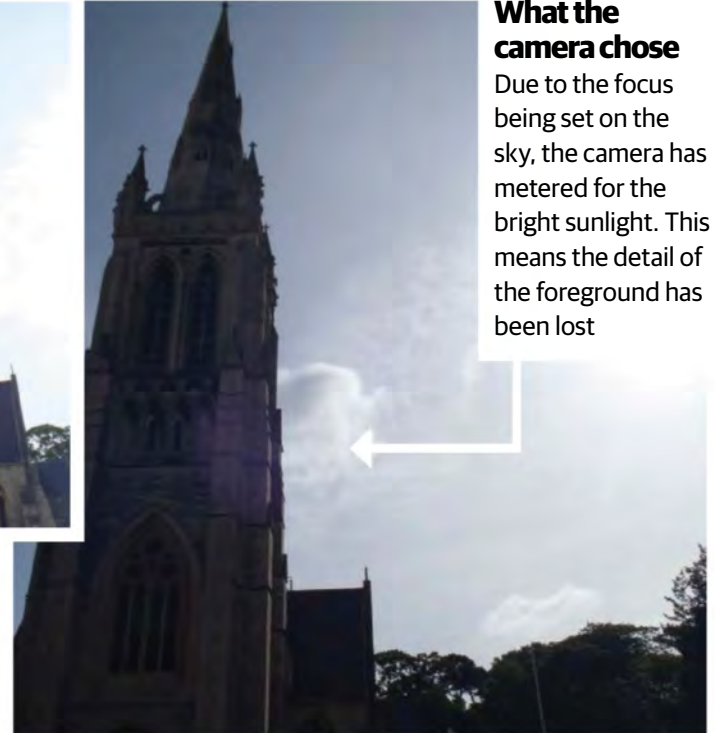 What the
camera chose
Due to the focus
being set on the
sky, the camera has
metered for the
bright sunlight. This
means the detail of
the foreground has
been lost